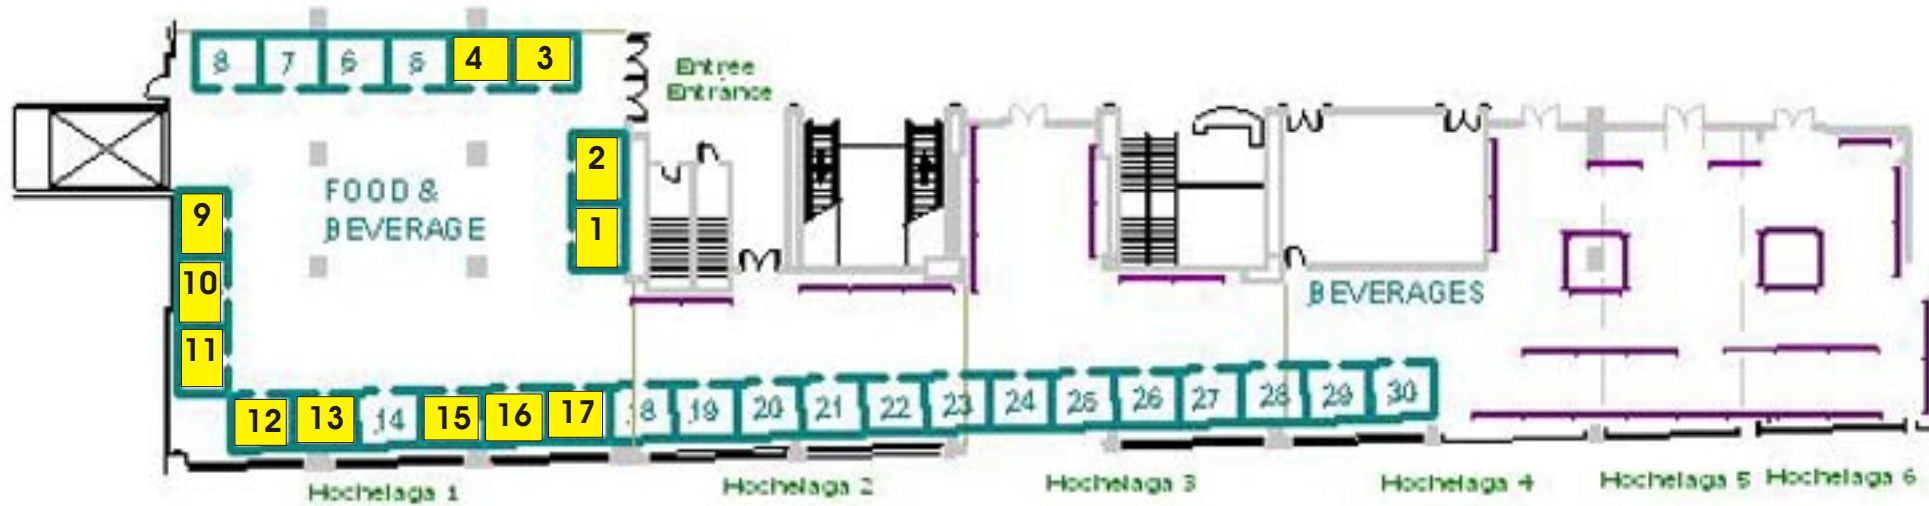 8 7 6 5 4 3
Entrée
Entrance
2
1
FOOD &
BEVERAGE
9
10
11
BEVERAGES
12 13 14 15 16 17 18 19 20 21 22 23 24 25 26 27 28 29 30
Hochelaga 1 Hochelaga 2 Hochelaga 3 Hochelaga 4 Hochelaga 5 Hochelaga 6